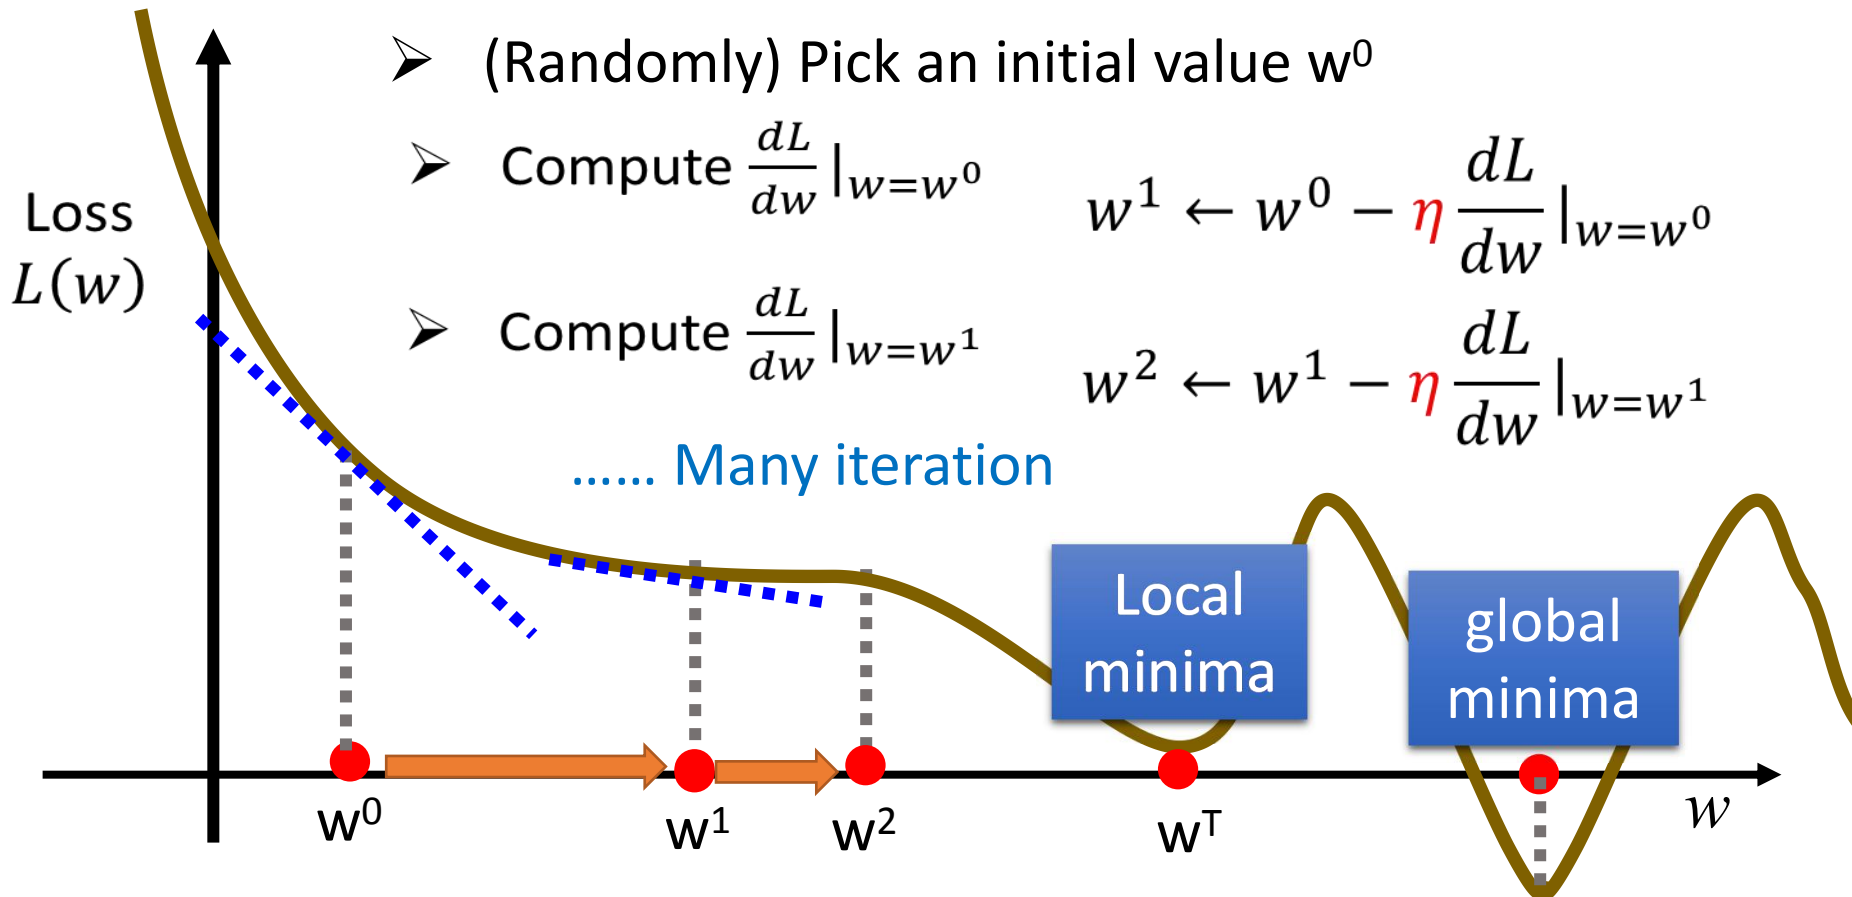 ➢ (Randomly) Pick an initial value w⁰
➢ Compute dL/dw |w=w⁰
w¹ ← w⁰ − η dL/dw |w=w⁰
Loss
L(w)
➢ Compute dL/dw |w=w¹
w² ← w¹ − η dL/dw |w=w¹
…… Many iteration
Local
minima
global
minima
w⁰
w¹
w²
wᵀ
w